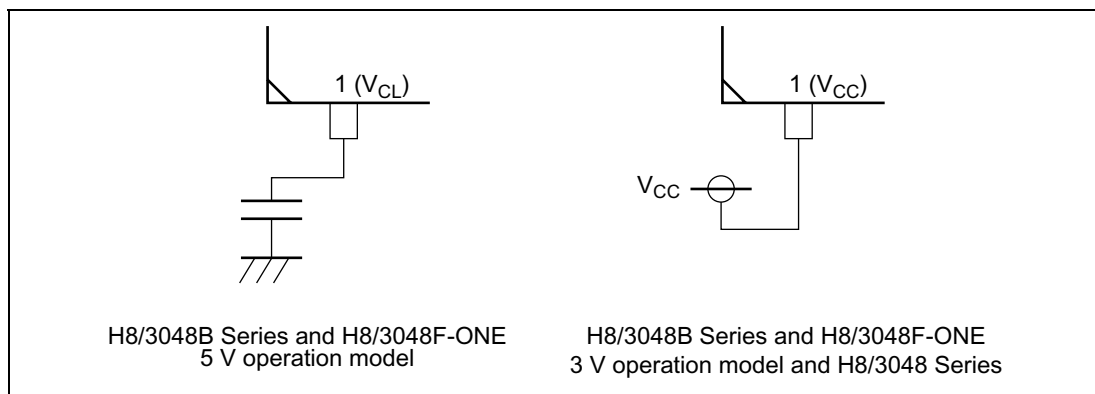 1 (VCL)
1 (VCC)
VCC
H8/3048B Series and H8/3048F-ONE
5 V operation model
H8/3048B Series and H8/3048F-ONE
3 V operation model and H8/3048 Series